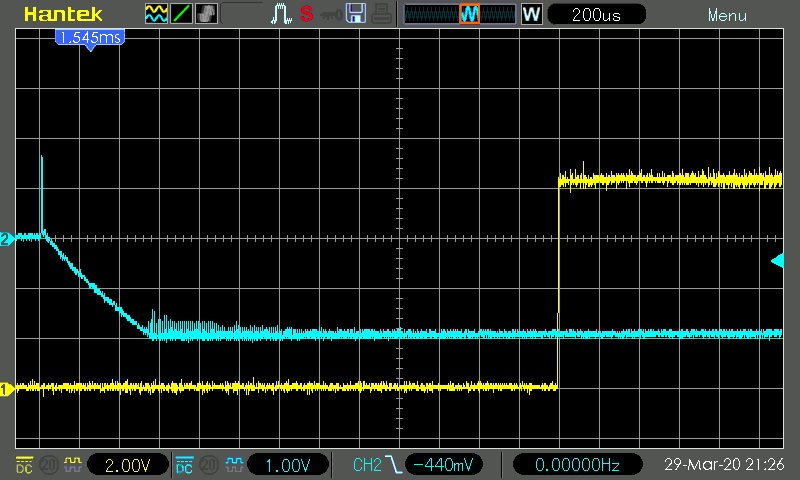 Hantek S W 200us Menu
1.545ms
2
1
DC 20 2.00V DC 20 1.00V CH2 -440mV 0.00000Hz 29-Mar-20 21:26